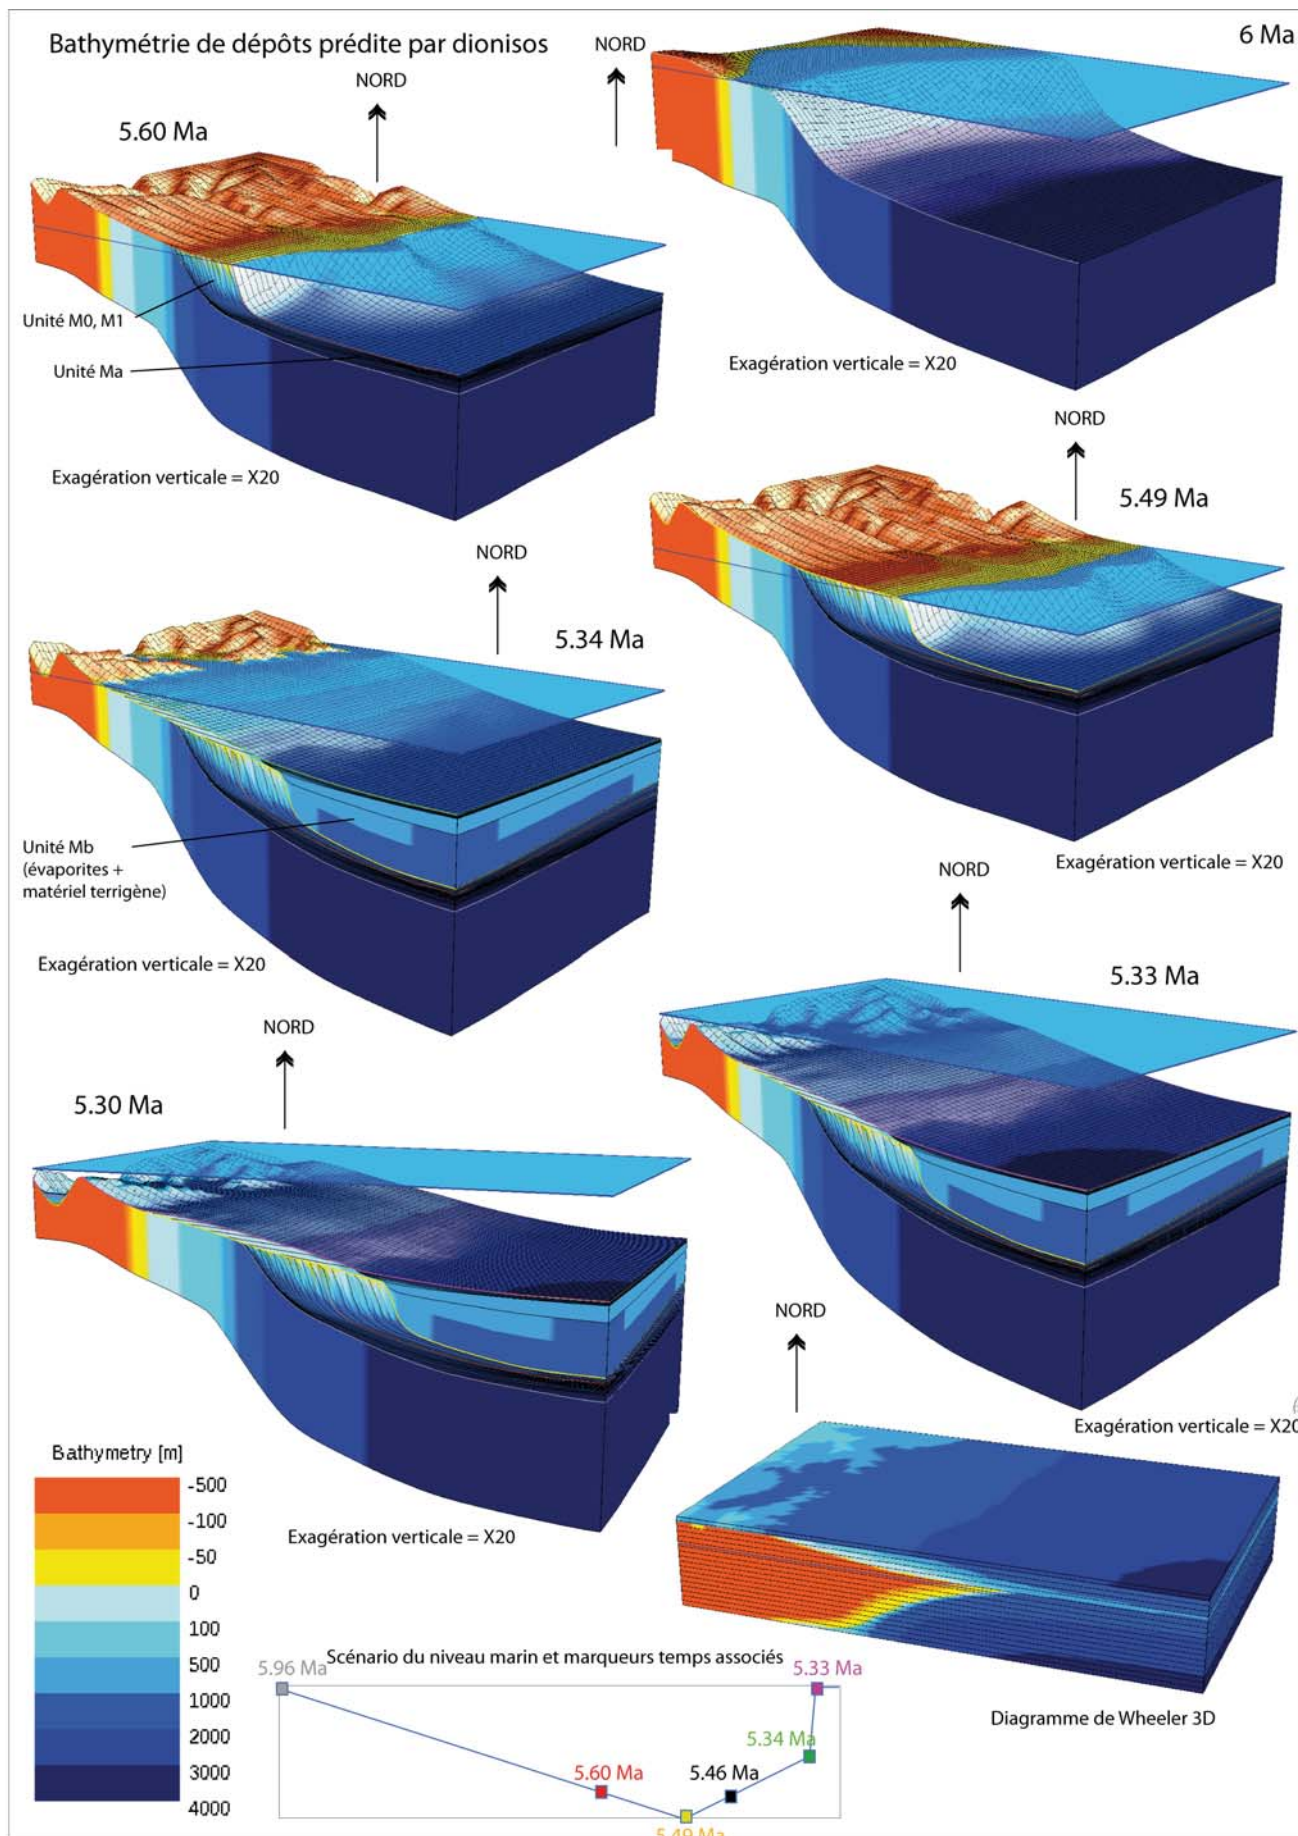 Bathymétrie de dépôts prédite par dionisos
NORD
6 Ma
NORD
5.60 Ma
Unité M0, M1
Unité Ma
Exagération verticale = X20
Exagération verticale = X20
NORD
5.49 Ma
NORD
5.34 Ma
Unité Mb
(évaporites +
matériel terrigène)
Exagération verticale = X20
Exagération verticale = X20
NORD
5.33 Ma
NORD
5.30 Ma
NORD
Exagération verticale = X20
Exagération verticale = X20
Bathymetry [m]
-500
-100
-50
0
100
500
1000
2000
3000
4000
Diagramme de Wheeler 3D
Scénario du niveau marin et marqueurs temps associés
5.96 Ma
5.33 Ma
5.34 Ma
5.60 Ma
5.46 Ma
5.49 Ma